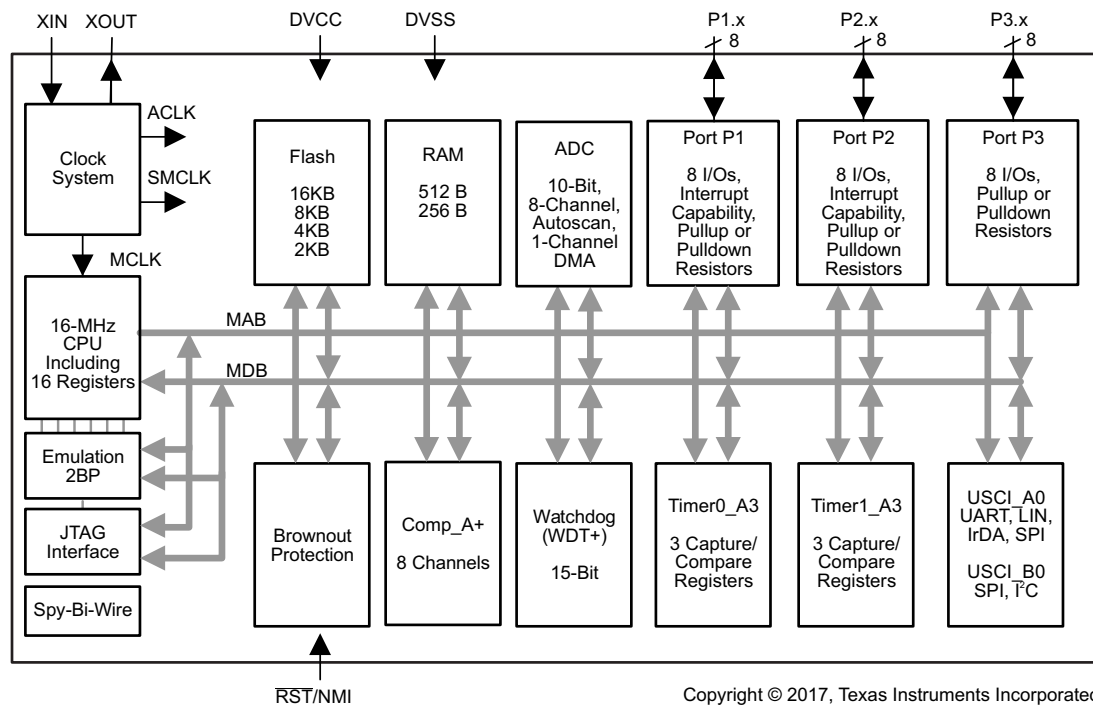 XIN XOUT DVCC DVSS P1.x P2.x P3.x
8 8 8
ACLK
SMCLK
Clock
System
MCLK
Flash
16KB
8KB
4KB
2KB
RAM
512 B
256 B
ADC
10-Bit,
8-Channel,
Autoscan,
1-Channel
DMA
Port P1
8 I/Os,
Interrupt
Capability,
Pullup or
Pulldown
Resistors
Port P2
8 I/Os,
Interrupt
Capability,
Pullup or
Pulldown
Resistors
Port P3
8 I/Os,
Pullup or
Pulldown
Resistors
16-MHz
CPU
Including
16 Registers
MAB
MDB
Emulation
2BP
JTAG
Interface
Spy-Bi-Wire
Brownout
Protection
Comp_A+
8 Channels
Watchdog
(WDT+)
15-Bit
Timer0_A3
3 Capture/
Compare
Registers
Timer1_A3
3 Capture/
Compare
Registers
USCI_A0
UART, LIN,
IrDA, SPI
USCI_B0
SPI, I²C
R̅S̅T̅/NMI
Copyright © 2017, Texas Instruments Incorporate